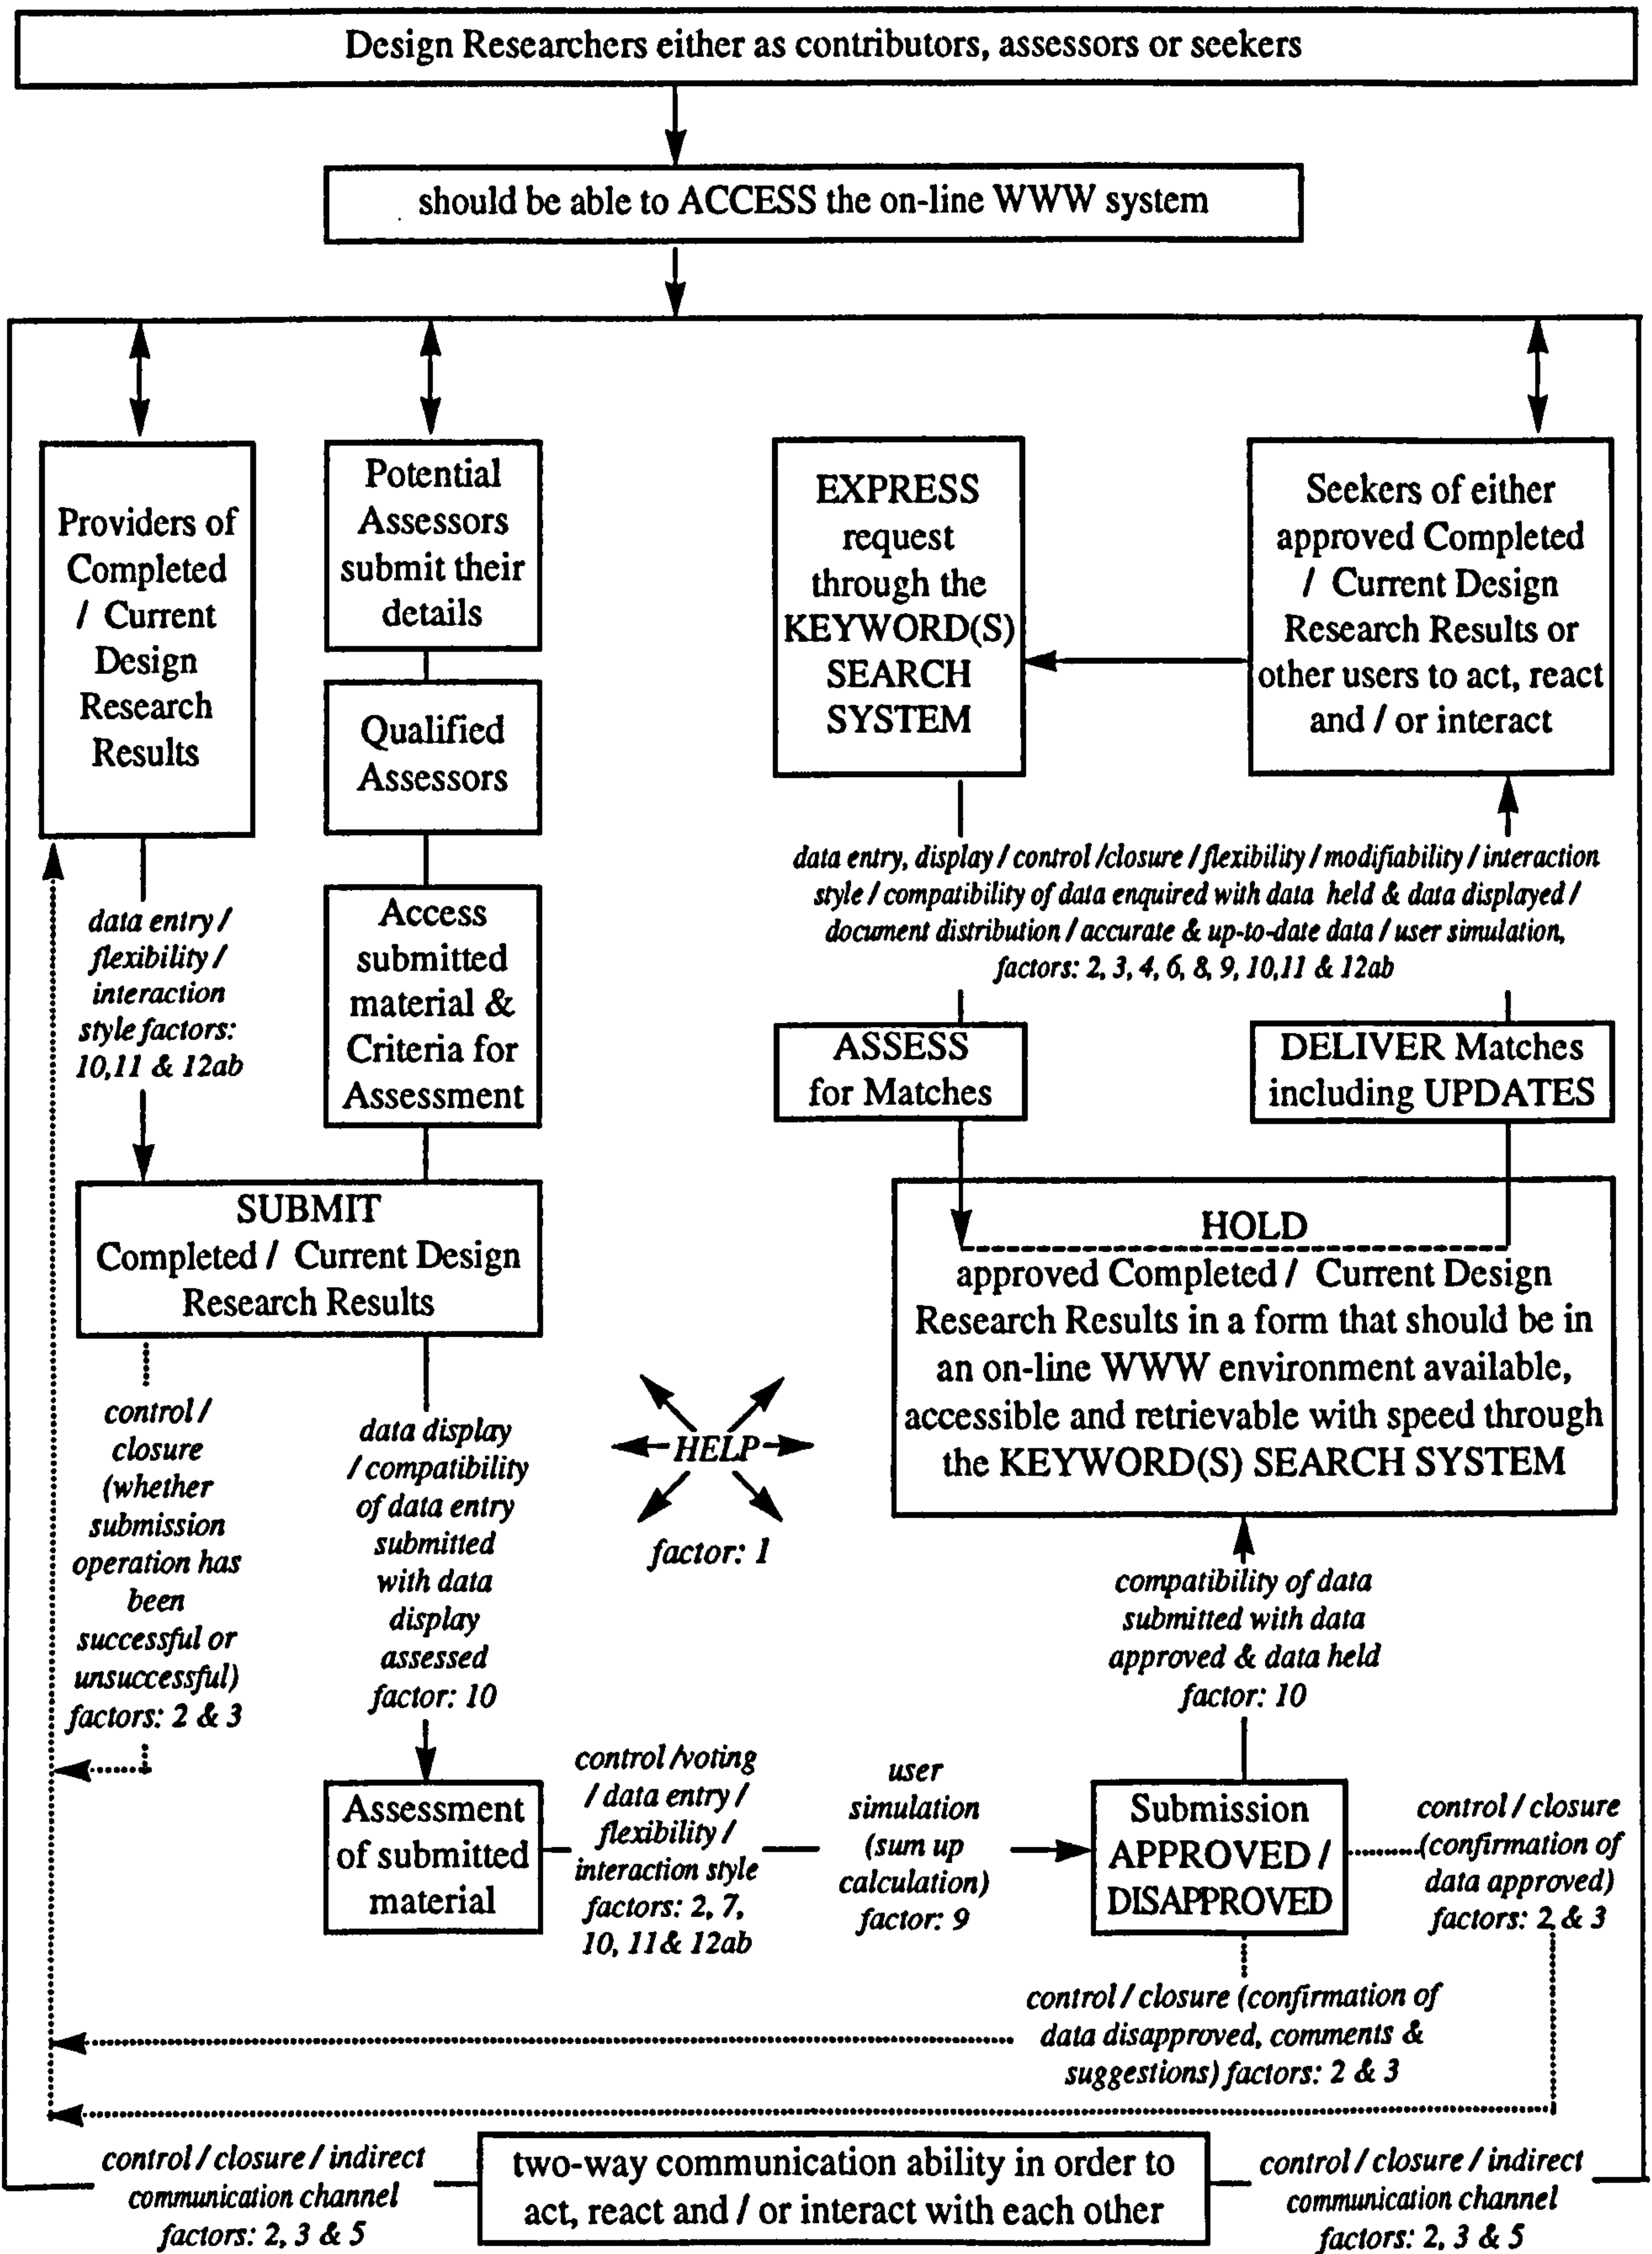 Design Researchers either as contributors, assessors or seekers
should be able to ACCESS the on-line WWW system
Providers of
Completed
/ Current
Design
Research
Results
Potential
Assessors
submit their
details
Qualified
Assessors
Access
submitted
material &
Criteria for
Assessment
EXPRESS
request
through the
KEYWORD(S)
SEARCH
SYSTEM
Seekers of either
approved Completed
/ Current Design
Research Results or
other users to act, react
and / or interact
data entry, display / control /closure / flexibility / modifiability / interaction
style / compatibility of data enquired with data held & data displayed /
document distribution / accurate & up-to-date data / user simulation,
factors: 2, 3, 4, 6, 8, 9, 10,11 & 12ab
data entry /
flexibility /
interaction
style factors:
10,11 & 12ab
ASSESS
for Matches
DELIVER Matches
including UPDATES
SUBMIT
Completed / Current Design
Research Results
HOLD
approved Completed / Current Design
Research Results in a form that should be in
an on-line WWW environment available,
accessible and retrievable with speed through
the KEYWORD(S) SEARCH SYSTEM
control /
closure
(whether
submission
operation has
been
successful or
unsuccessful)
factors: 2 & 3
data display
/ compatibility
of data entry
submitted
with data
display
assessed
factor: 10
HELP
factor: 1
compatibility of data
submitted with data
approved & data held
factor: 10
Assessment
of submitted
material
control /voting
/ data entry /
flexibility /
interaction style
factors: 2, 7,
10, 11& 12ab
user
simulation
(sum up
calculation)
factor: 9
Submission
APPROVED /
DISAPPROVED
control / closure
(confirmation of
data approved)
factors: 2 & 3
control / closure (confirmation of
data disapproved, comments &
suggestions) factors: 2 & 3
control / closure / indirect
communication channel
factors: 2, 3 & 5
two-way communication ability in order to
act, react and / or interact with each other
control / closure / indirect
communication channel
factors: 2, 3 & 5